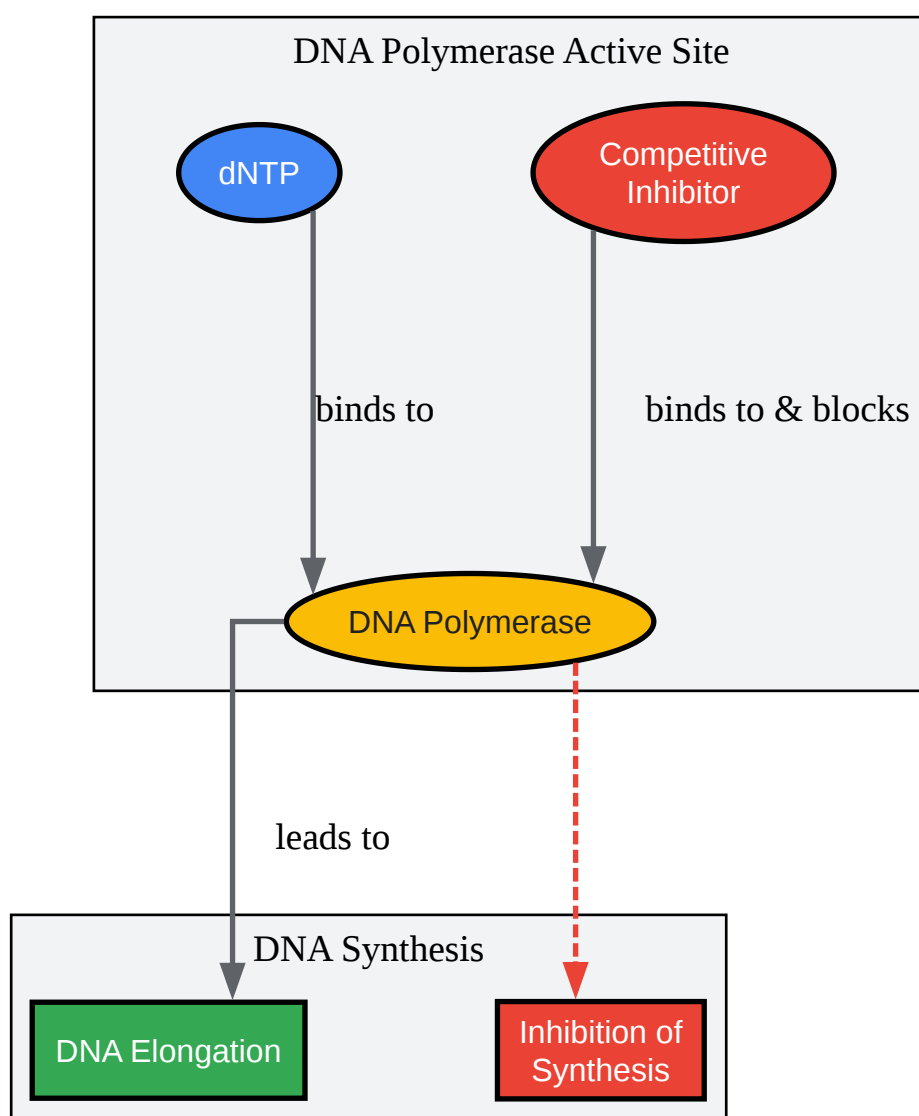 DNA Polymerase Active Site
dNTP
Competitive
Inhibitor
binds to
binds to & blocks
DNA Polymerase
leads to
DNA Synthesis
DNA Elongation
Inhibition of
Synthesis